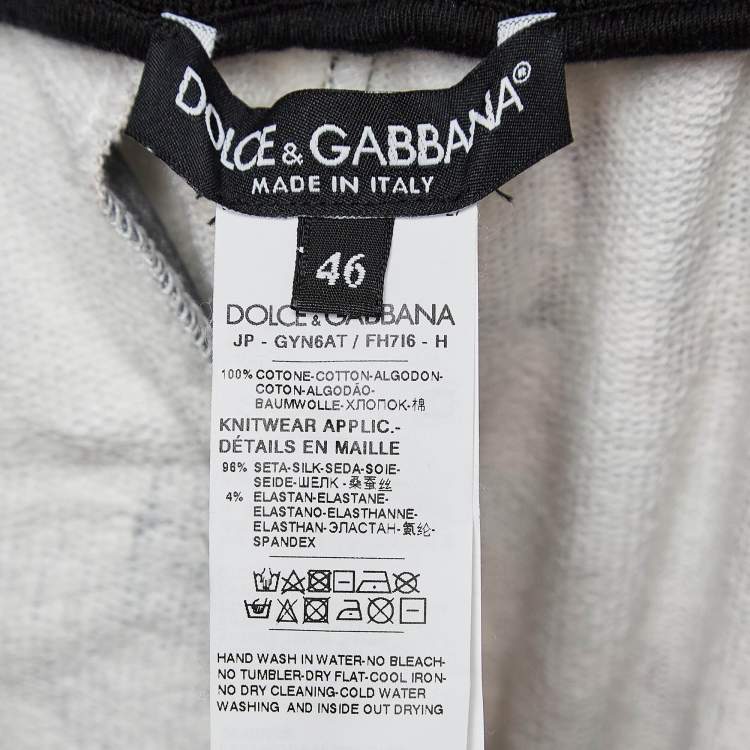 DOLCE & GABBANA®
MADE IN ITALY
46
DOLCE & GABBANA
JP - GYN6AT / FH7I6 - H
100% COTONE-COTTON-ALGODON-
COTON-ALGODÃO-
BAUMWOLLE-ХЛОПОК-棉
KNITWEAR APPLIC.-
DÉTAILS EN MAILLE
96% SETA-SILK-SEDA-SOIE-
SEIDE-ШЕЛК-桑蚕丝
4% ELASTAN-ELASTANE-
ELASTANO-ELASTHANNE-
ELASTHAN-ЭЛАСТАН-氨纶-
SPANDEX
HAND WASH IN WATER-NO BLEACH-
NO TUMBLER-DRY FLAT-COOL IRON-
NO DRY CLEANING-COLD WATER
WASHING AND INSIDE OUT DRYING